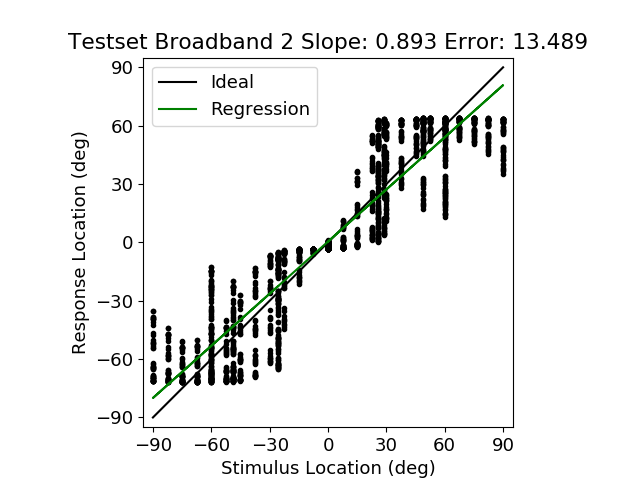 Testset Broadband 2 Slope: 0.893 Error: 13.489
Ideal
Regression
Response Location (deg)
90
60
30
0
−30
−60
−90
−90
−60
−30
0
30
60
90
Stimulus Location (deg)